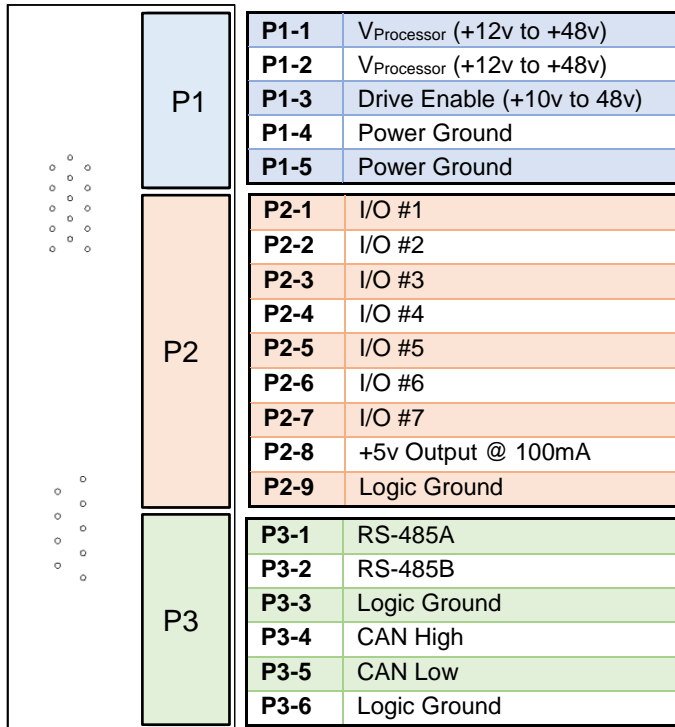 P1
P1-1 VProcessor (+12v to +48v)
P1-2 VProcessor (+12v to +48v)
P1-3 Drive Enable (+10v to 48v)
P1-4 Power Ground
P1-5 Power Ground
P2
P2-1 I/O #1
P2-2 I/O #2
P2-3 I/O #3
P2-4 I/O #4
P2-5 I/O #5
P2-6 I/O #6
P2-7 I/O #7
P2-8 +5v Output @ 100mA
P2-9 Logic Ground
P3
P3-1 RS-485A
P3-2 RS-485B
P3-3 Logic Ground
P3-4 CAN High
P3-5 CAN Low
P3-6 Logic Ground